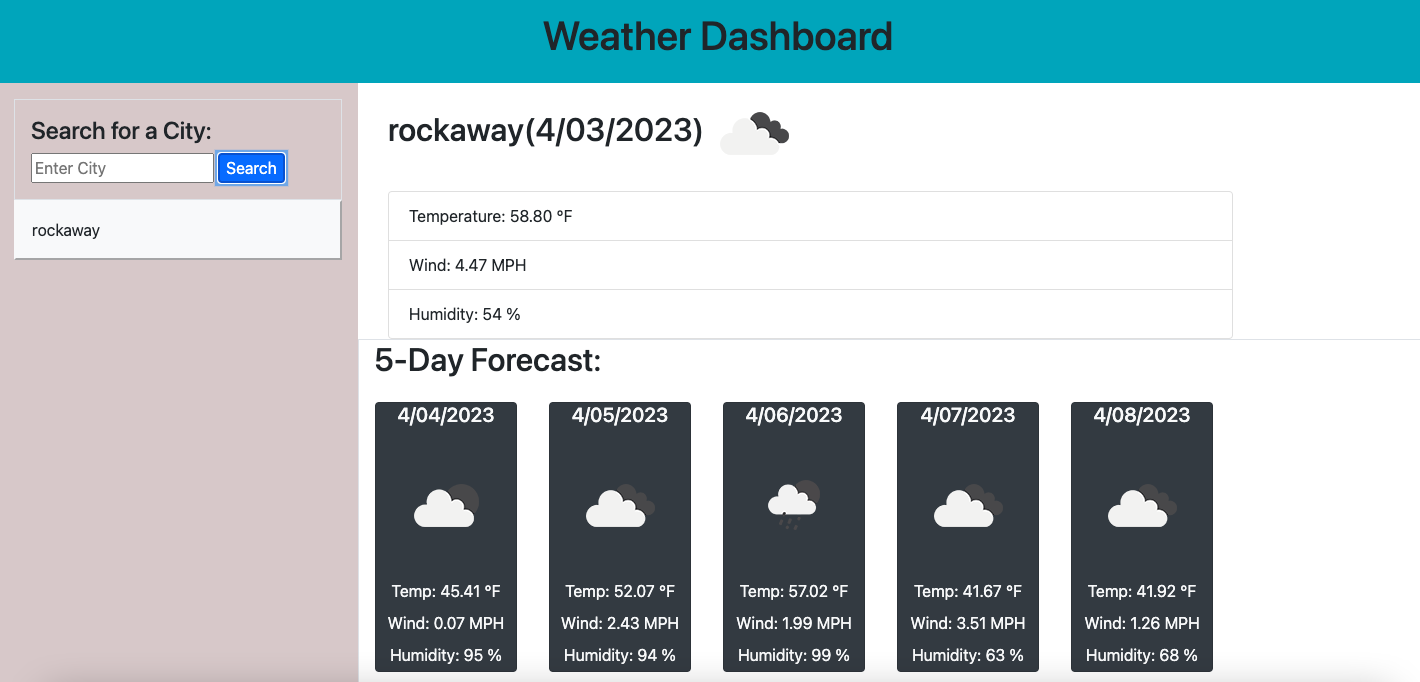 Weather Dashboard
Search for a City:
Enter City Search
rockaway
rockaway(4/03/2023)
Temperature: 58.80 °F
Wind: 4.47 MPH
Humidity: 54 %
5-Day Forecast:
4/04/2023
Temp: 45.41 °F
Wind: 0.07 MPH
Humidity: 95 %
4/05/2023
Temp: 52.07 °F
Wind: 2.43 MPH
Humidity: 94 %
4/06/2023
Temp: 57.02 °F
Wind: 1.99 MPH
Humidity: 99 %
4/07/2023
Temp: 41.67 °F
Wind: 3.51 MPH
Humidity: 63 %
4/08/2023
Temp: 41.92 °F
Wind: 1.26 MPH
Humidity: 68 %